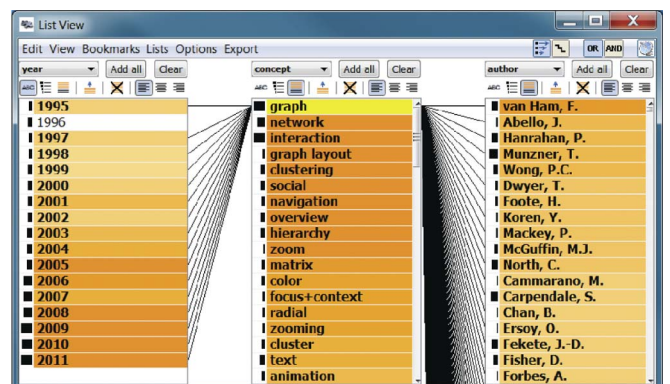 List View
Edit View Bookmarks Lists Options Export
OR AND
year Add all Clear
concept Add all Clear
author Add all Clear
ABC
ABC
ABC
1995
1996
1997
1998
1999
2000
2001
2002
2003
2004
2005
2006
2007
2008
2009
2010
2011
graph
network
interaction
graph layout
clustering
social
navigation
overview
hierarchy
zoom
matrix
color
focus+context
radial
zooming
cluster
text
animation
van Ham, F.
Abello, J.
Hanrahan, P.
Munzner, T.
Wong, P.C.
Dwyer, T.
Foote, H.
Koren, Y.
Mackey, P.
McGuffin, M.J.
North, C.
Cammarano, M.
Carpendale, S.
Chan, B.
Ersoy, O.
Fekete, J.-D.
Fisher, D.
Forbes, A.